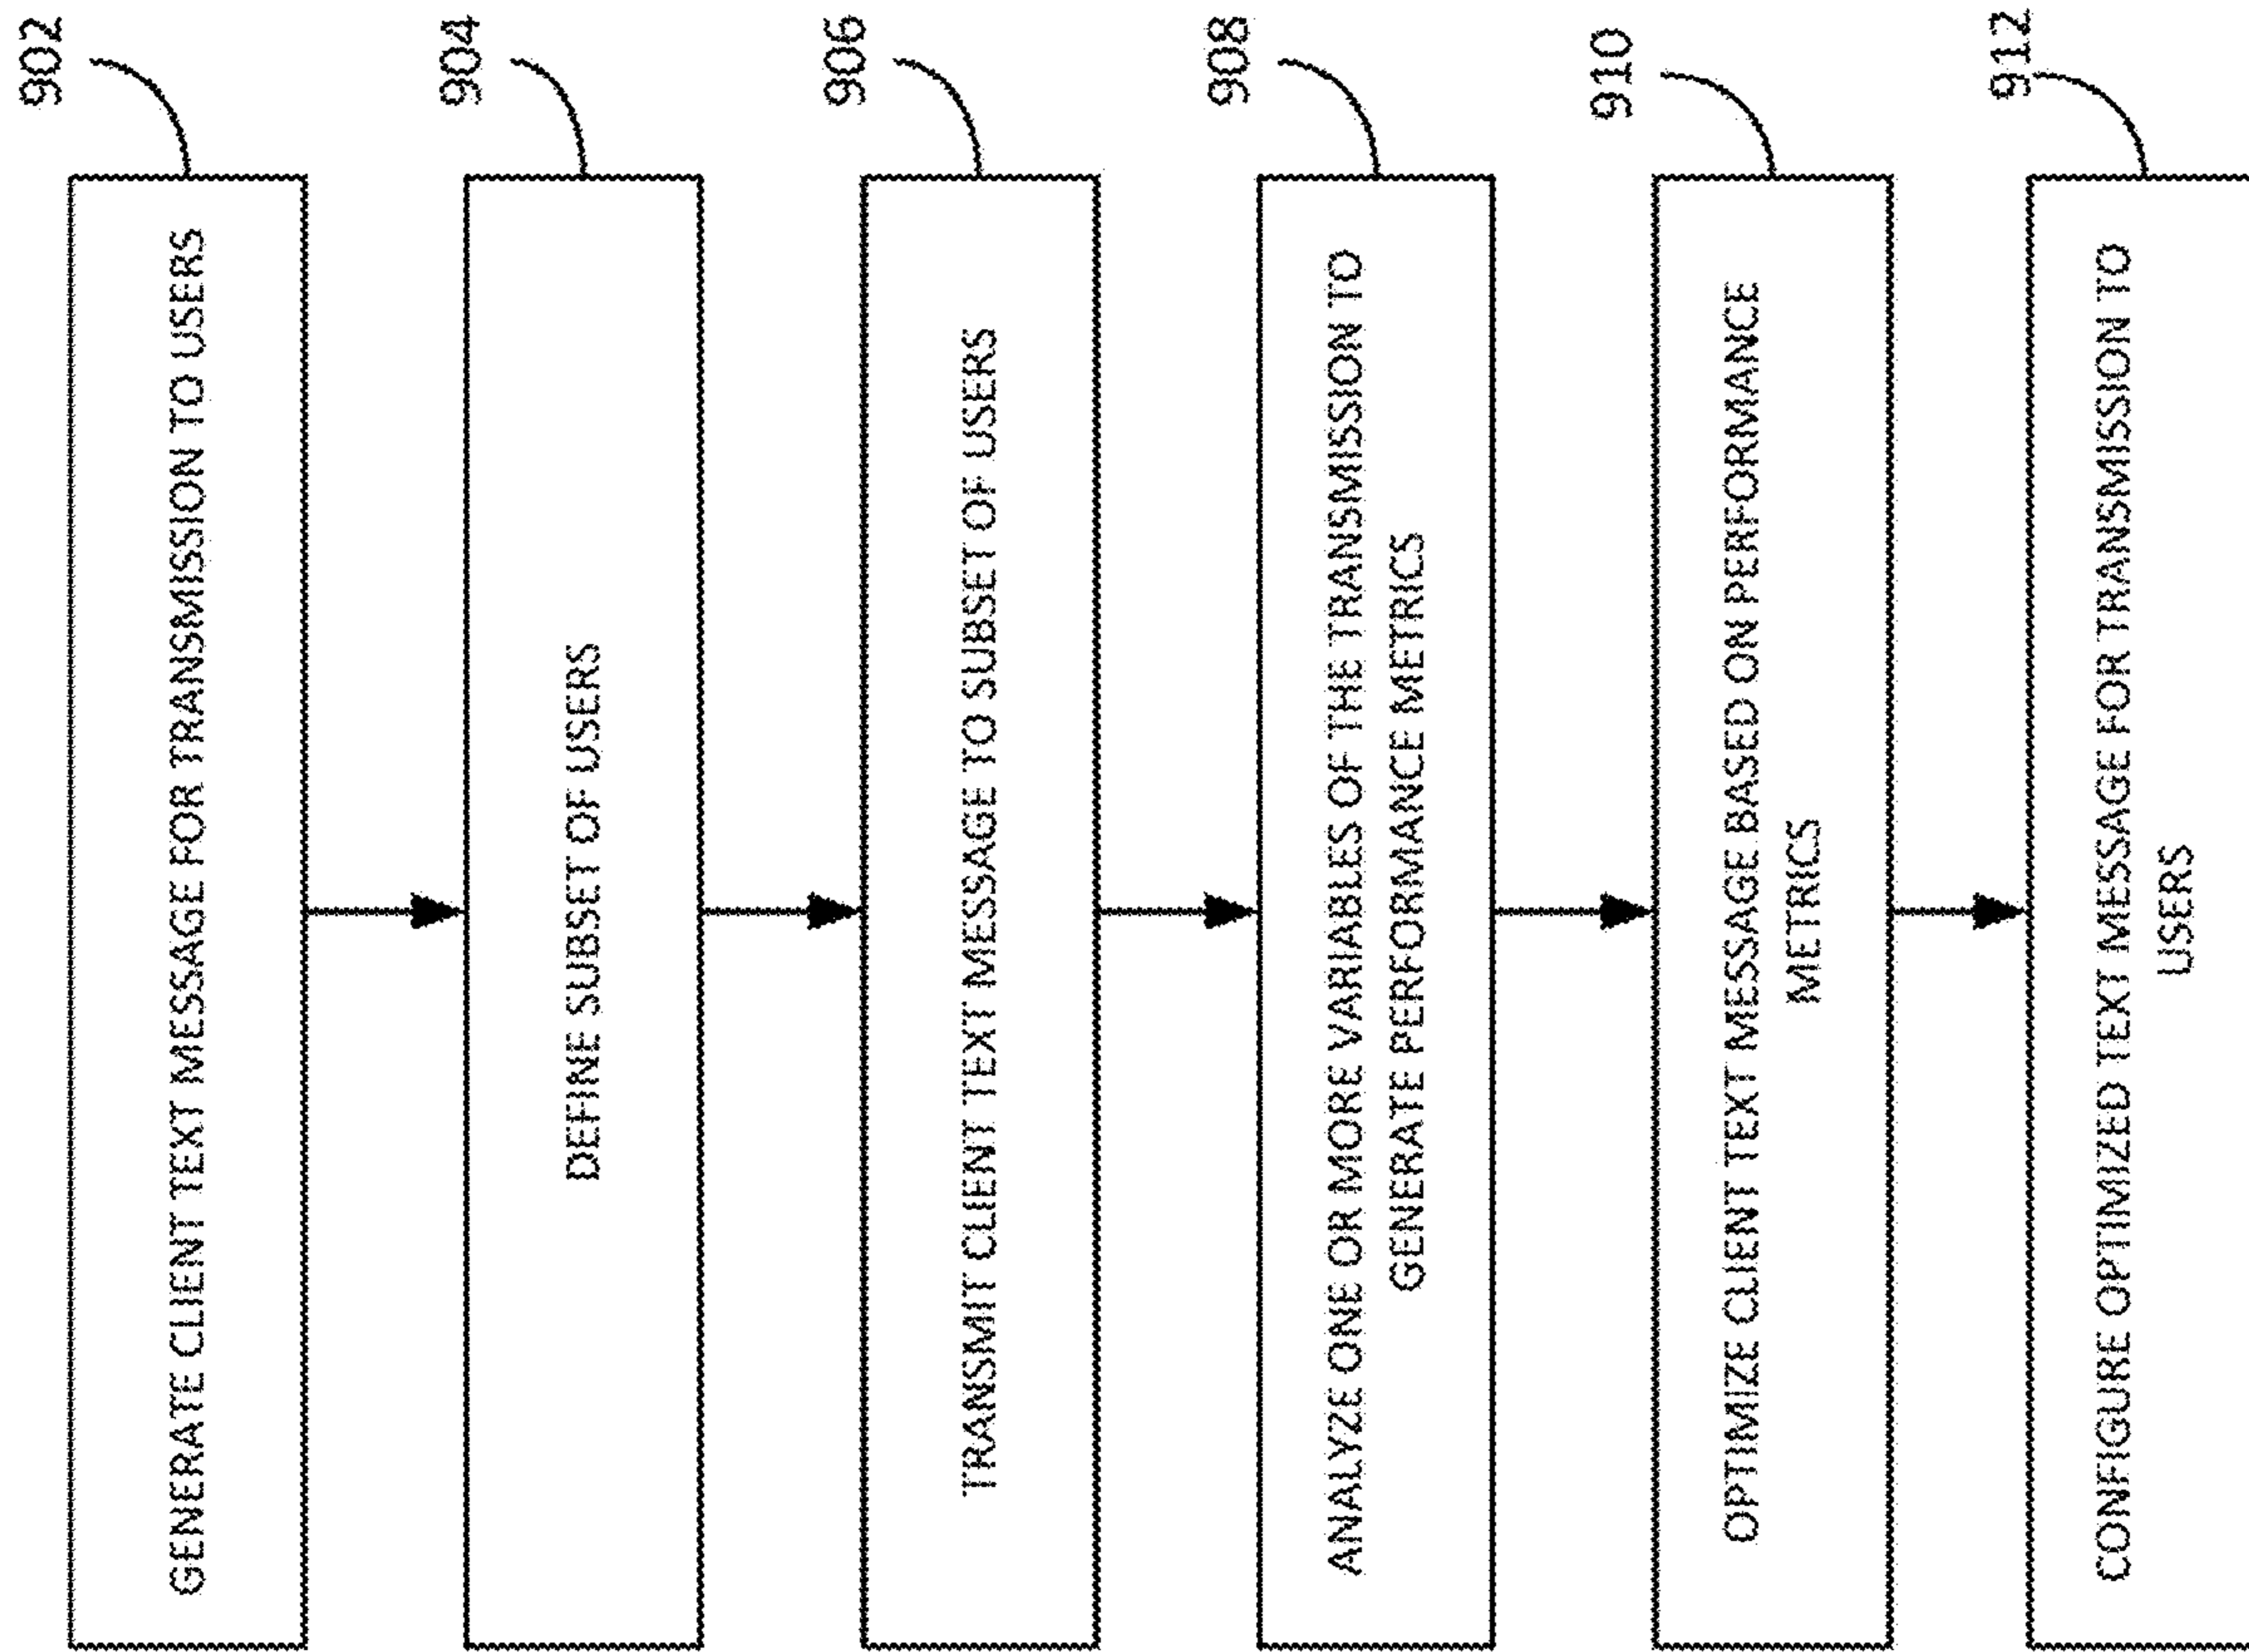 902
GENERATE CLIENT TEXT MESSAGE FOR TRANSMISSION TO USERS
904
DEFINE SUBSET OF USERS
906
TRANSMIT CLIENT TEXT MESSAGE TO SUBSET OF USERS
908
ANALYZE ONE OR MORE VARIABLES OF THE TRANSMISSION TO
GENERATE PERFORMANCE METRICS
910
OPTIMIZE CLIENT TEXT MESSAGE BASED ON PERFORMANCE
METRICS
912
CONFIGURE OPTIMIZED TEXT MESSAGE FOR TRANSMISSION TO
USERS